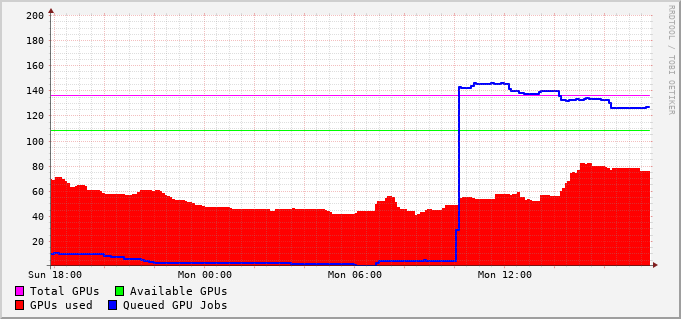 200
180
160
140
120
100
80
60
40
20
Sun 18:00 Mon 00:00 Mon 06:00 Mon 12:00
Total GPUs Available GPUs
GPUs used Queued GPU Jobs
RRDTOOL / TOBI OETIKER